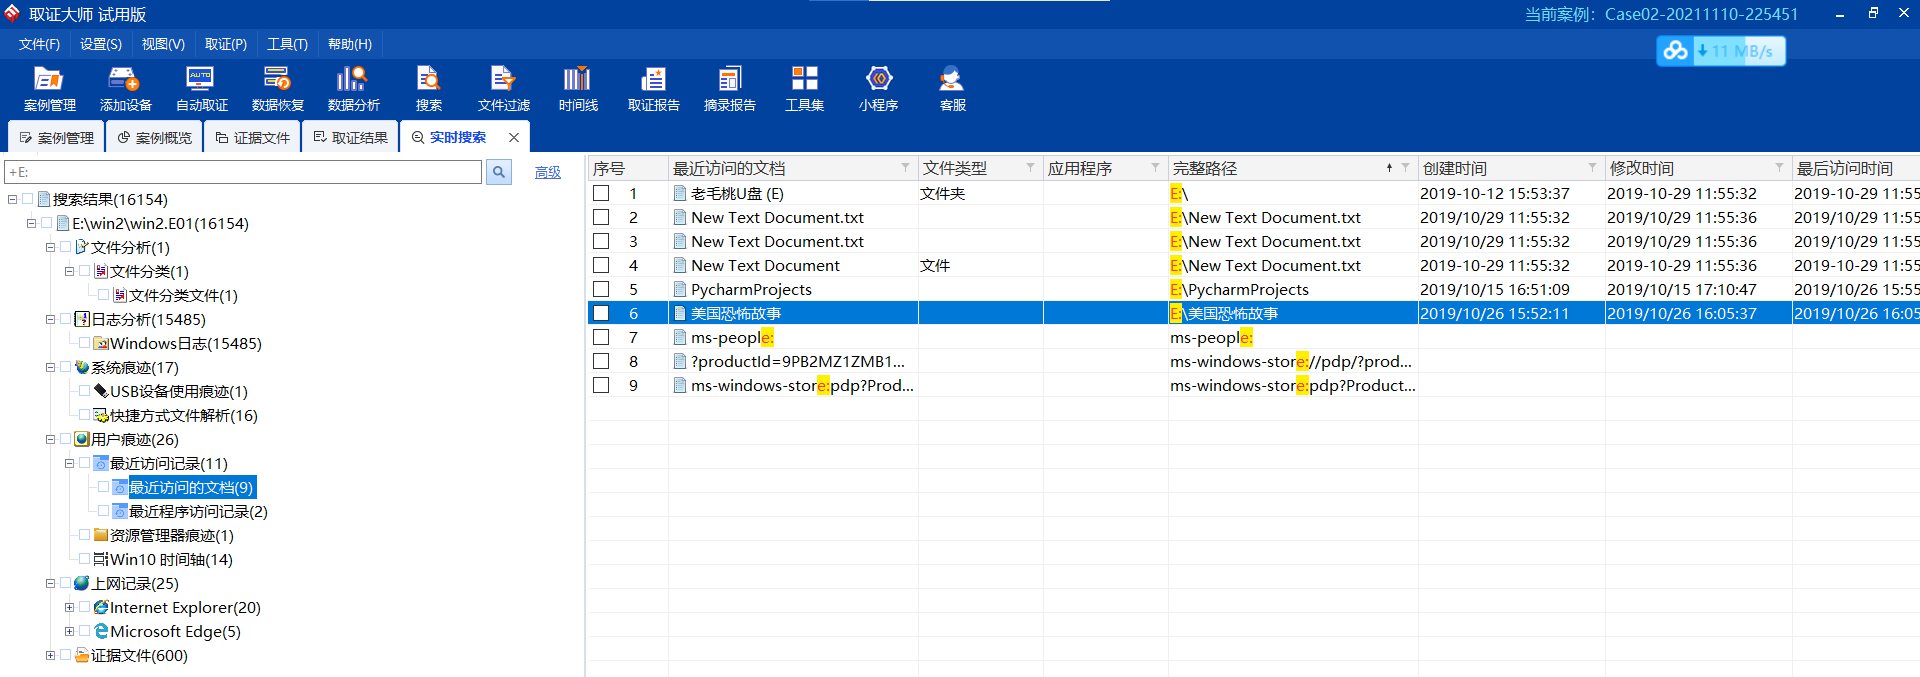 取证大师 试用版
当前案例：Case02-20211110-225451
文件(F) 设置(S) 视图(V) 取证(P) 工具(T) 帮助(H)
11 MB/s
AUTO
案例管理 添加设备 自动取证 数据恢复 数据分析 搜索 文件过滤 时间线 取证报告 摘录报告 工具集 小程序 客服
案例管理 案例概览 证据文件 取证结果 实时搜索
+E:
高级
搜索结果(16154)
E:\win2\win2.E01(16154)
文件分析(1)
文件分类(1)
文件分类文件(1)
日志分析(15485)
Windows日志(15485)
系统痕迹(17)
USB设备使用痕迹(1)
快捷方式文件解析(16)
用户痕迹(26)
最近访问记录(11)
最近访问的文档(9)
最近程序访问记录(2)
资源管理器痕迹(1)
Win10 时间轴(14)
上网记录(25)
Internet Explorer(20)
Microsoft Edge(5)
证据文件(600)
序号 最近访问的文档 文件类型 应用程序 完整路径 创建时间 修改时间 最后访问时间
1 老毛桃U盘 (E) 文件夹 E:\ 2019-10-12 15:53:37 2019-10-29 11:55:32 2019-10-29 11:55
2 New Text Document.txt E:\New Text Document.txt 2019/10/29 11:55:32 2019/10/29 11:55:36 2019/10/29 11:55
3 New Text Document.txt E:\New Text Document.txt 2019/10/29 11:55:32 2019/10/29 11:55:36 2019/10/29 11:55
4 New Text Document 文件 E:\New Text Document.txt 2019-10-29 11:55:32 2019-10-29 11:55:36 2019-10-29 11:55
5 PycharmProjects E:\PycharmProjects 2019/10/15 16:51:09 2019/10/15 17:10:47 2019/10/26 15:55
6 美国恐怖故事 E:\美国恐怖故事 2019/10/26 15:52:11 2019/10/26 16:05:37 2019/10/26 16:05
7 ms-people: ms-people:
8 ?productId=9PB2MZ1ZMB1... ms-windows-store://pdp/?prod...
9 ms-windows-store:pdp?Prod... ms-windows-store:pdp?Product...